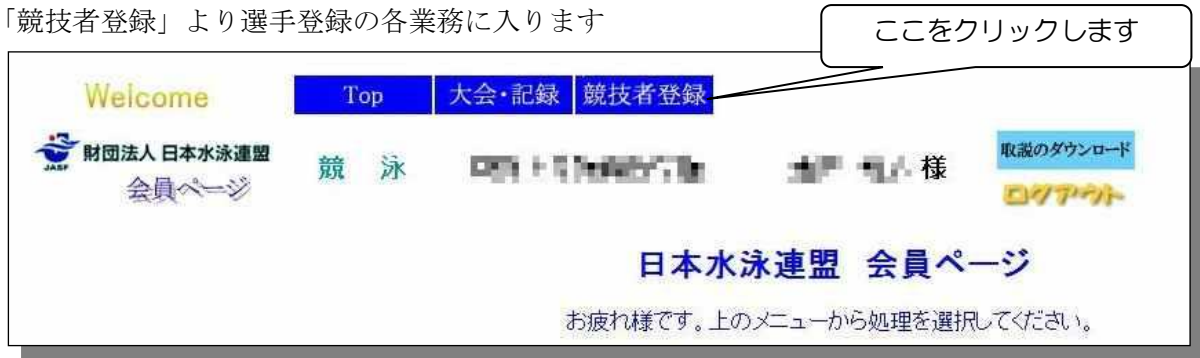 「競技者登録」より選手登録の各業務に入ります
ここをクリックします
Welcome
Top 大会・記録 競技者登録
財団法人 日本水泳連盟
JASF
会員ページ
競 泳
様
取説のダウンロード
ログアウト
日本水泳連盟 会員ページ
お疲れ様です。上のメニューから処理を選択してください。